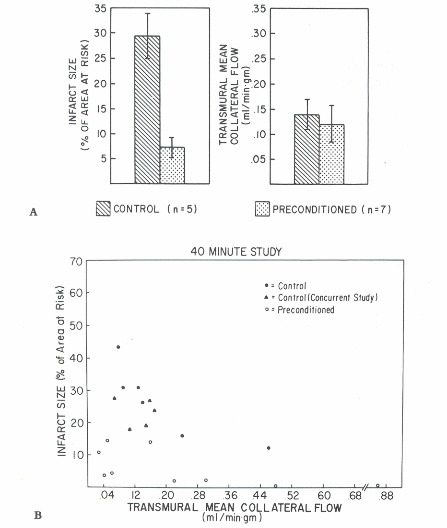 35
30
25
20
15
10
5
INFARCT SIZE
(% OF AREA AT RISK)
.35
.30
.25
.20
.15
.10
.05
TRANSMURAL MEAN
COLLATERAL FLOW
(ml/min·gm)
CONTROL (n=5)
PRECONDITIONED (n=7)
A
40 MINUTE STUDY
70
60
50
40
30
20
10
INFARCT SIZE (% of Area at Risk)
• = Control
▲ = Control (Concurrent Study)
○ = Preconditioned
.04 .12 .20 .28 .36 .44 .52 .60 .68 .88
TRANSMURAL MEAN COLLATERAL FLOW
(ml/min·gm)
B